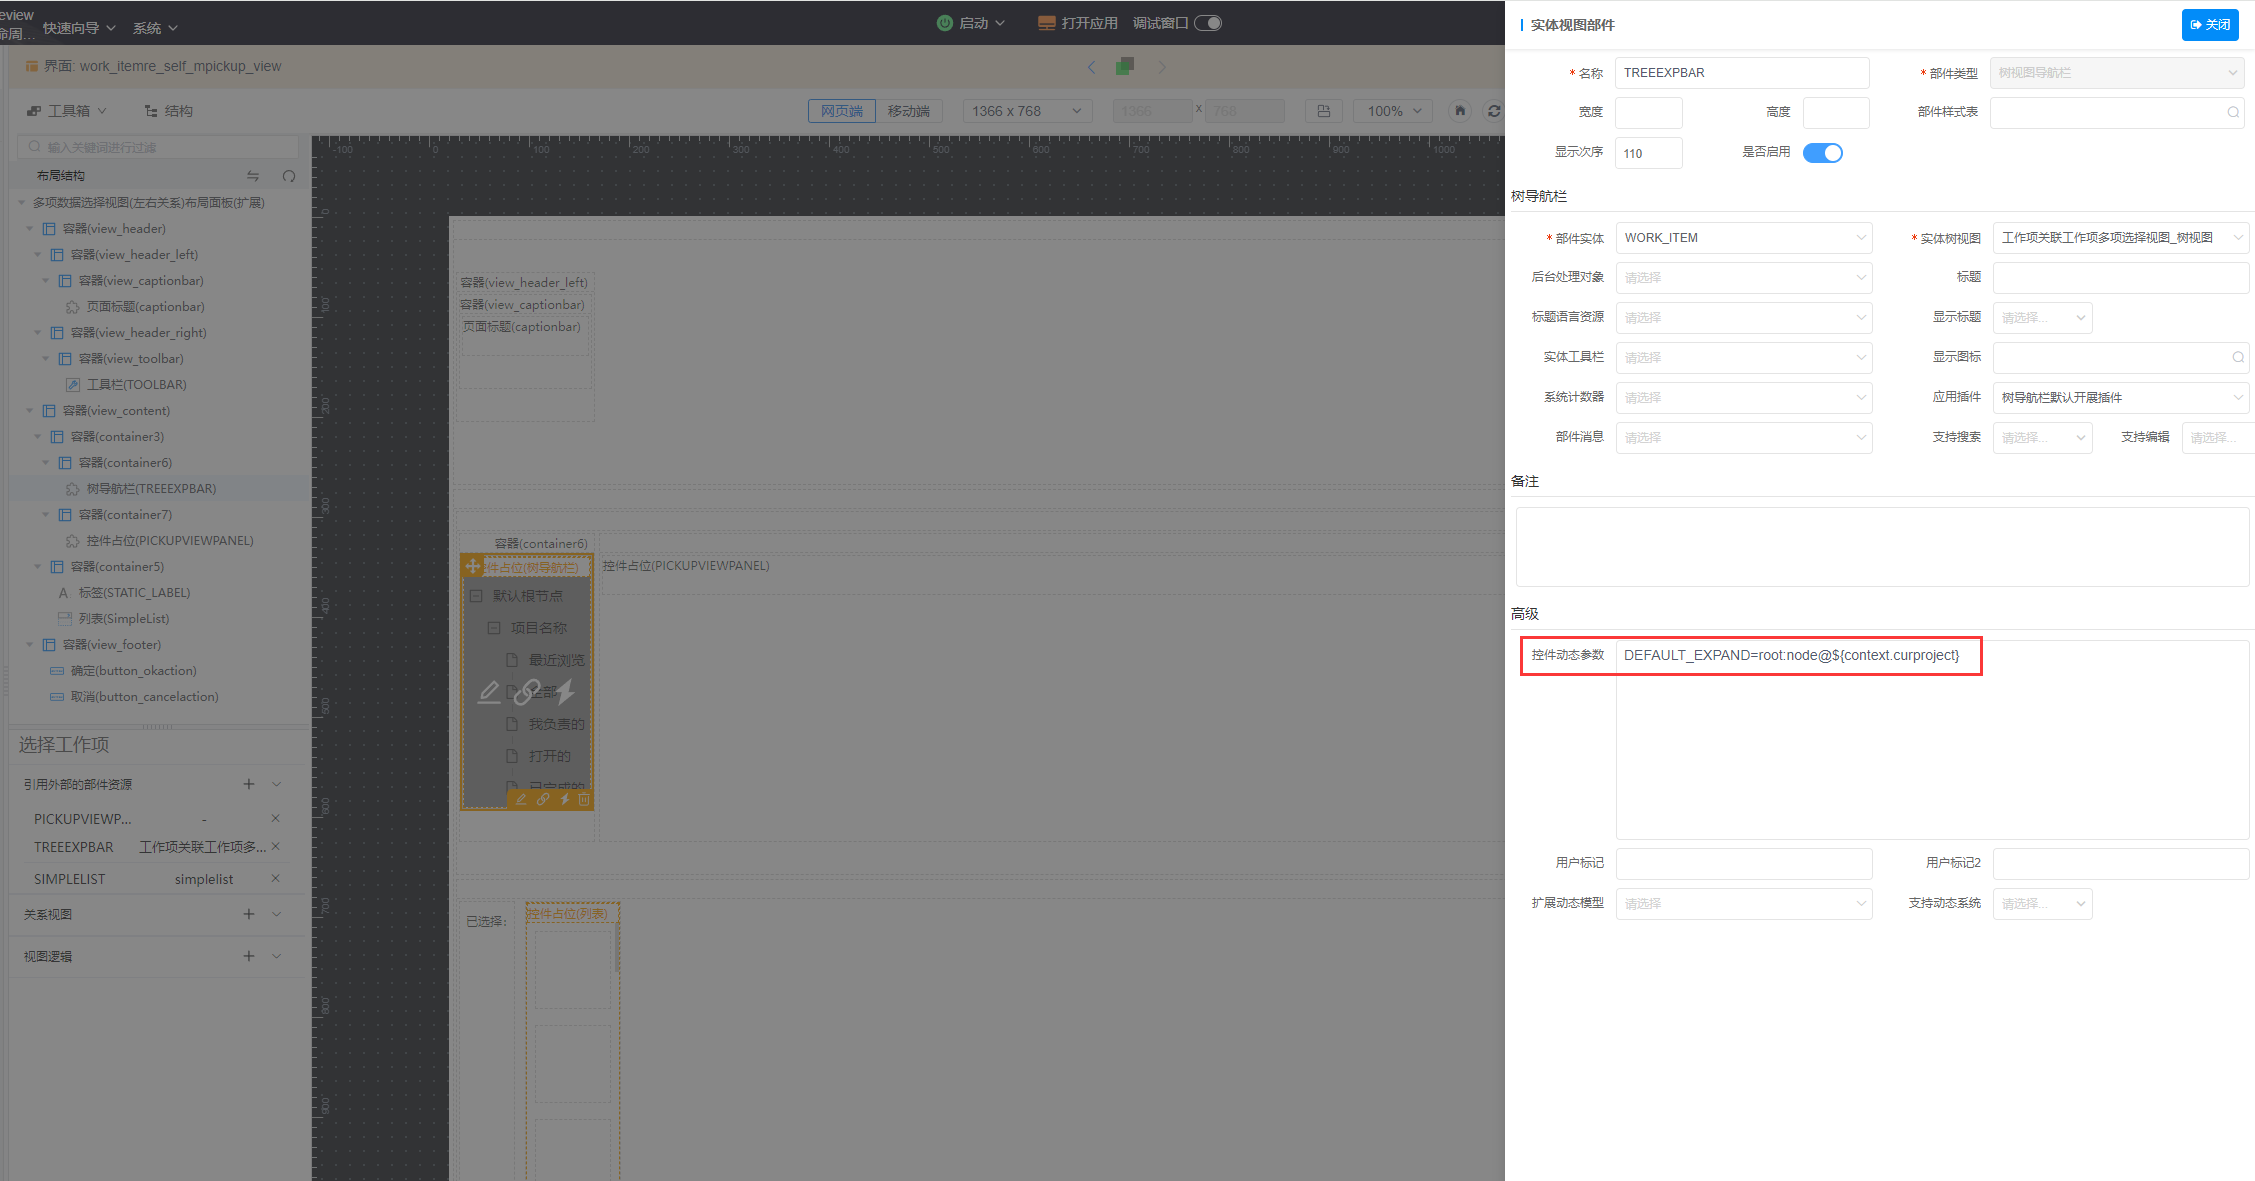 eview
命周...
快速向导
系统
启动
打开应用
调试窗口
界面: work_itemre_self_mpickup_view
工具箱
结构
网页端
移动端
1366 x 768
1366
x
768
100%
输入关键词进行过滤
布局结构
多项数据选择视图(左右关系)布局面板(扩展)
容器(view_header)
容器(view_header_left)
容器(view_captionbar)
页面标题(captionbar)
容器(view_header_right)
容器(view_toolbar)
工具栏(TOOLBAR)
容器(view_content)
容器(container3)
容器(container6)
树导航栏(TREEEXPBAR)
容器(container7)
控件占位(PICKUPVIEWPANEL)
容器(container5)
标签(STATIC_LABEL)
列表(SimpleList)
容器(view_footer)
确定(button_okaction)
取消(button_cancelaction)
选择工作项
引用外部的部件资源
PICKUPVIEWP...
-
TREEEXPBAR
工作项关联工作项多...
SIMPLELIST
simplelist
关系视图
视图逻辑
-100
0
100
200
300
400
500
600
700
800
900
1000
0
100
200
300
400
500
600
700
800
900
容器(view_header_left)
容器(view_captionbar)
页面标题(captionbar)
容器(container6)
件占位(树导航栏)
控件占位(PICKUPVIEWPANEL)
默认根节点
项目名称
最近浏览
全部
我负责的
打开的
已完成的
已选择:
控件占位(列表)
实体视图部件
关闭
* 名称
TREEEXPBAR
* 部件类型
树视图导航栏
宽度
高度
部件样式表
显示次序
110
是否启用
树导航栏
* 部件实体
WORK_ITEM
* 实体树视图
工作项关联工作项多项选择视图_树视图
后台处理对象
请选择
标题
标题语言资源
请选择
显示标题
请选择...
实体工具栏
请选择
显示图标
系统计数器
请选择
应用插件
树导航栏默认开展插件
部件消息
请选择
支持搜索
请选择...
支持编辑
请选择...
备注
高级
控件动态参数
DEFAULT_EXPAND=root:node@${context.curproject}
用户标记
用户标记2
扩展动态模型
请选择
支持动态系统
请选择...